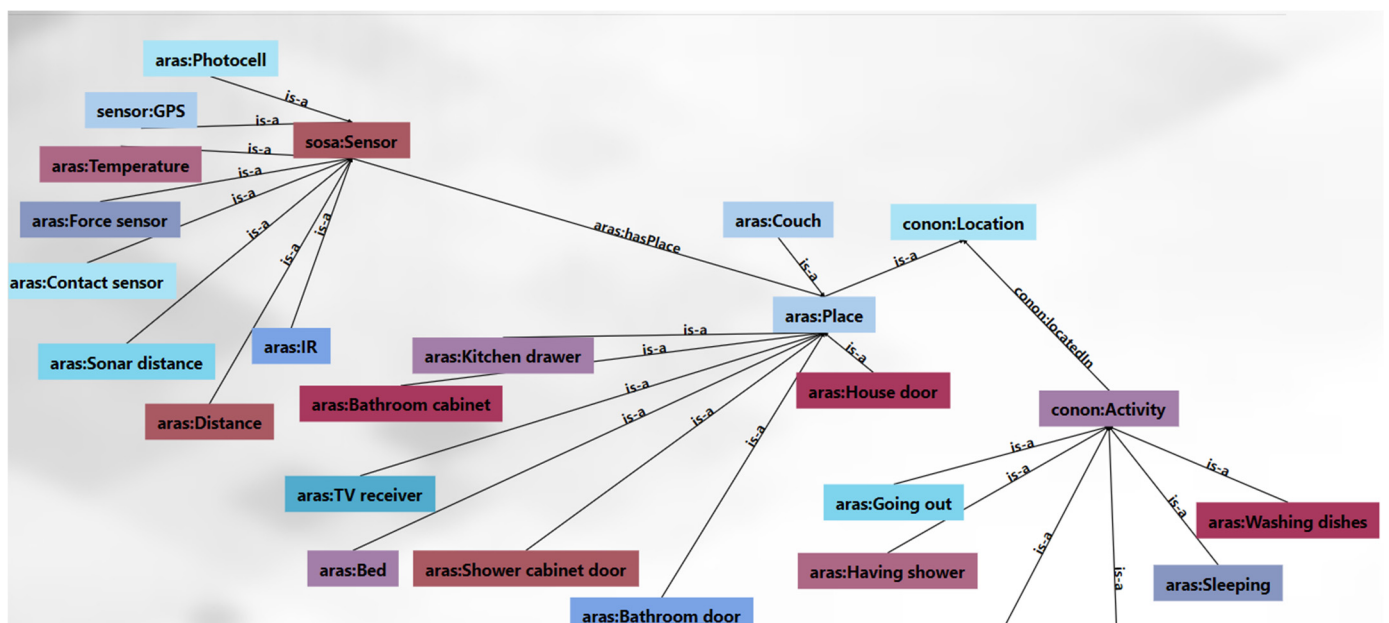 aras:Photocell
is-a
sensor:GPS
is-a
sosa:Sensor
is-a
aras:Temperature
is-a
aras:Force sensor
is-a
aras:Contact sensor
is-a
aras:Sonar distance
is-a
aras:Distance
is-a
aras:IR
aras:hasPlace
aras:Couch
is-a
conon:Location
is-a
aras:Place
conon:locatedIn
is-a
aras:Kitchen drawer
is-a
aras:Bathroom cabinet
is-a
aras:House door
is-a
aras:TV receiver
is-a
aras:Bed
is-a
aras:Shower cabinet door
is-a
aras:Bathroom door
conon:Activity
is-a
aras:Going out
is-a
aras:Having shower
is-a
is-a
is-a
aras:Sleeping
is-a
aras:Washing dishes